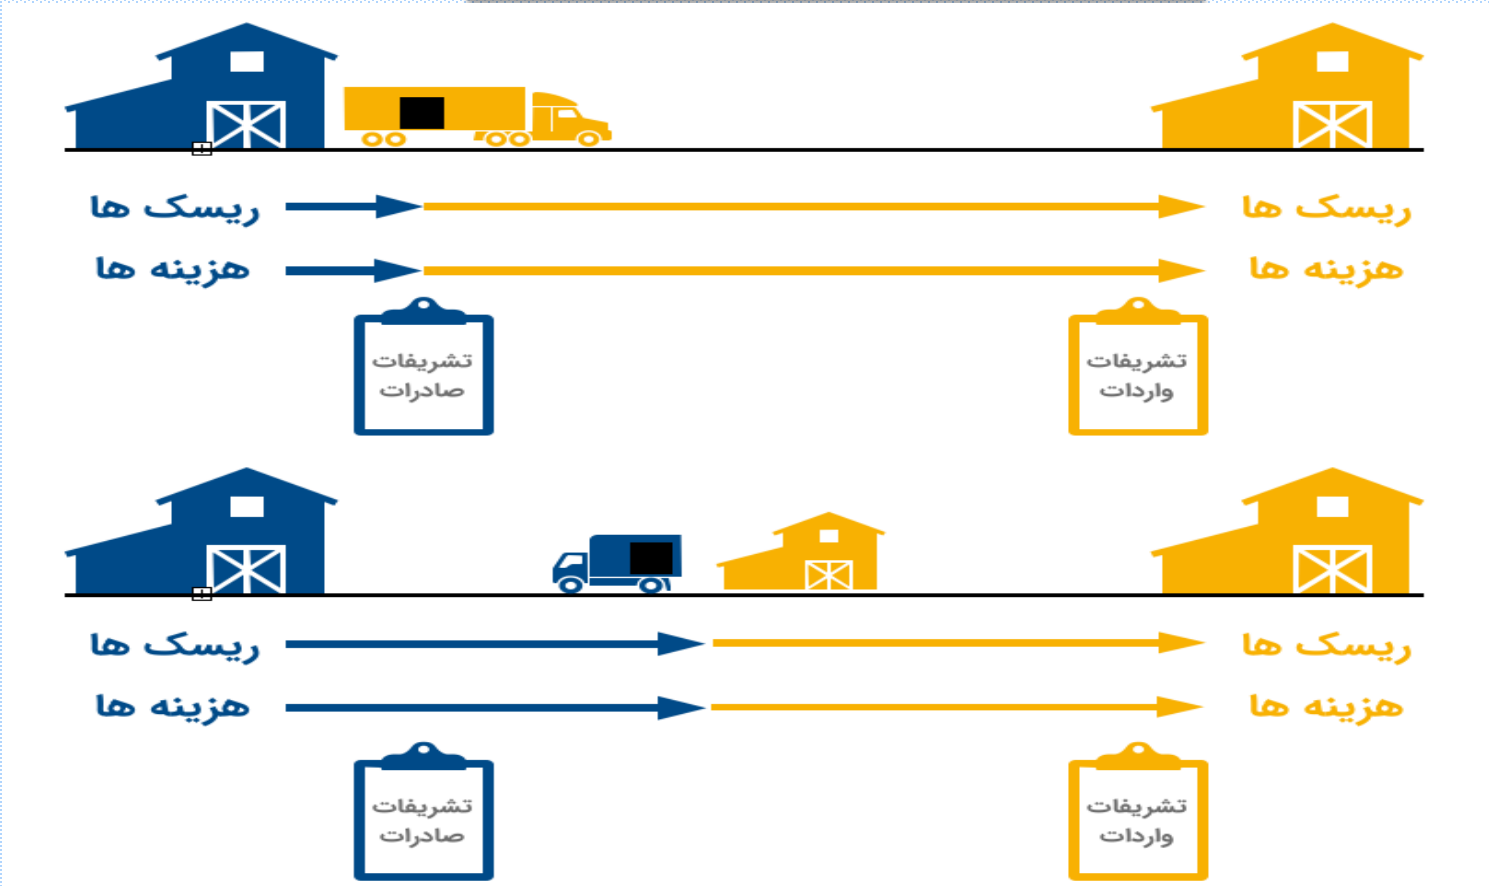 ریسک ها
ریسک ها
هزینه ها
هزینه ها
تشریفات
صادرات
تشریفات
واردات
ریسک ها
ریسک ها
هزینه ها
هزینه ها
تشریفات
صادرات
تشریفات
واردات